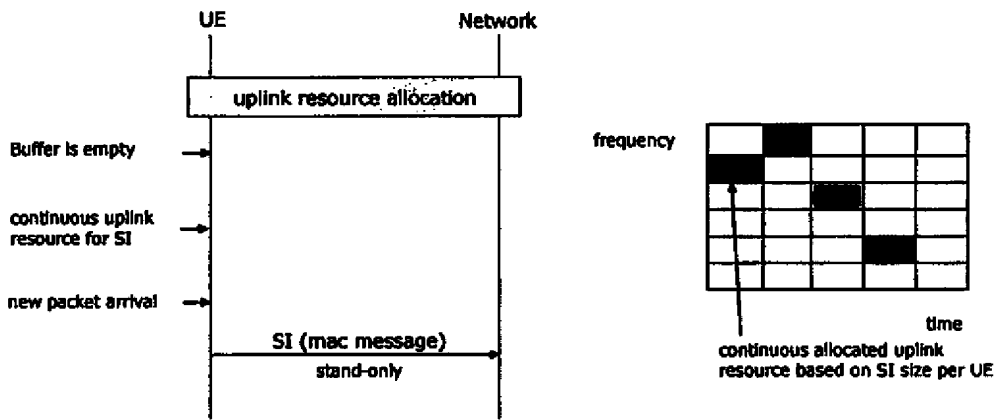 UE
Network
uplink resource allocation
Buffer is empty
continuous uplink
resource for SI
new packet arrival
SI (mac message)
stand-only
frequency
time
continuous allocated uplink
resource based on SI size per UE